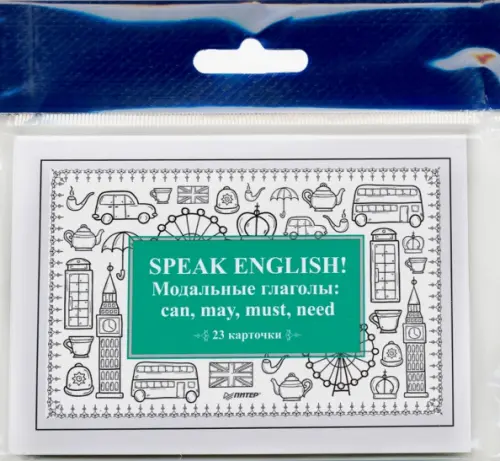 SPEAK ENGLISH!
Модальные глаголы:
can, may, must, need
23 карточки
ПИТЕР